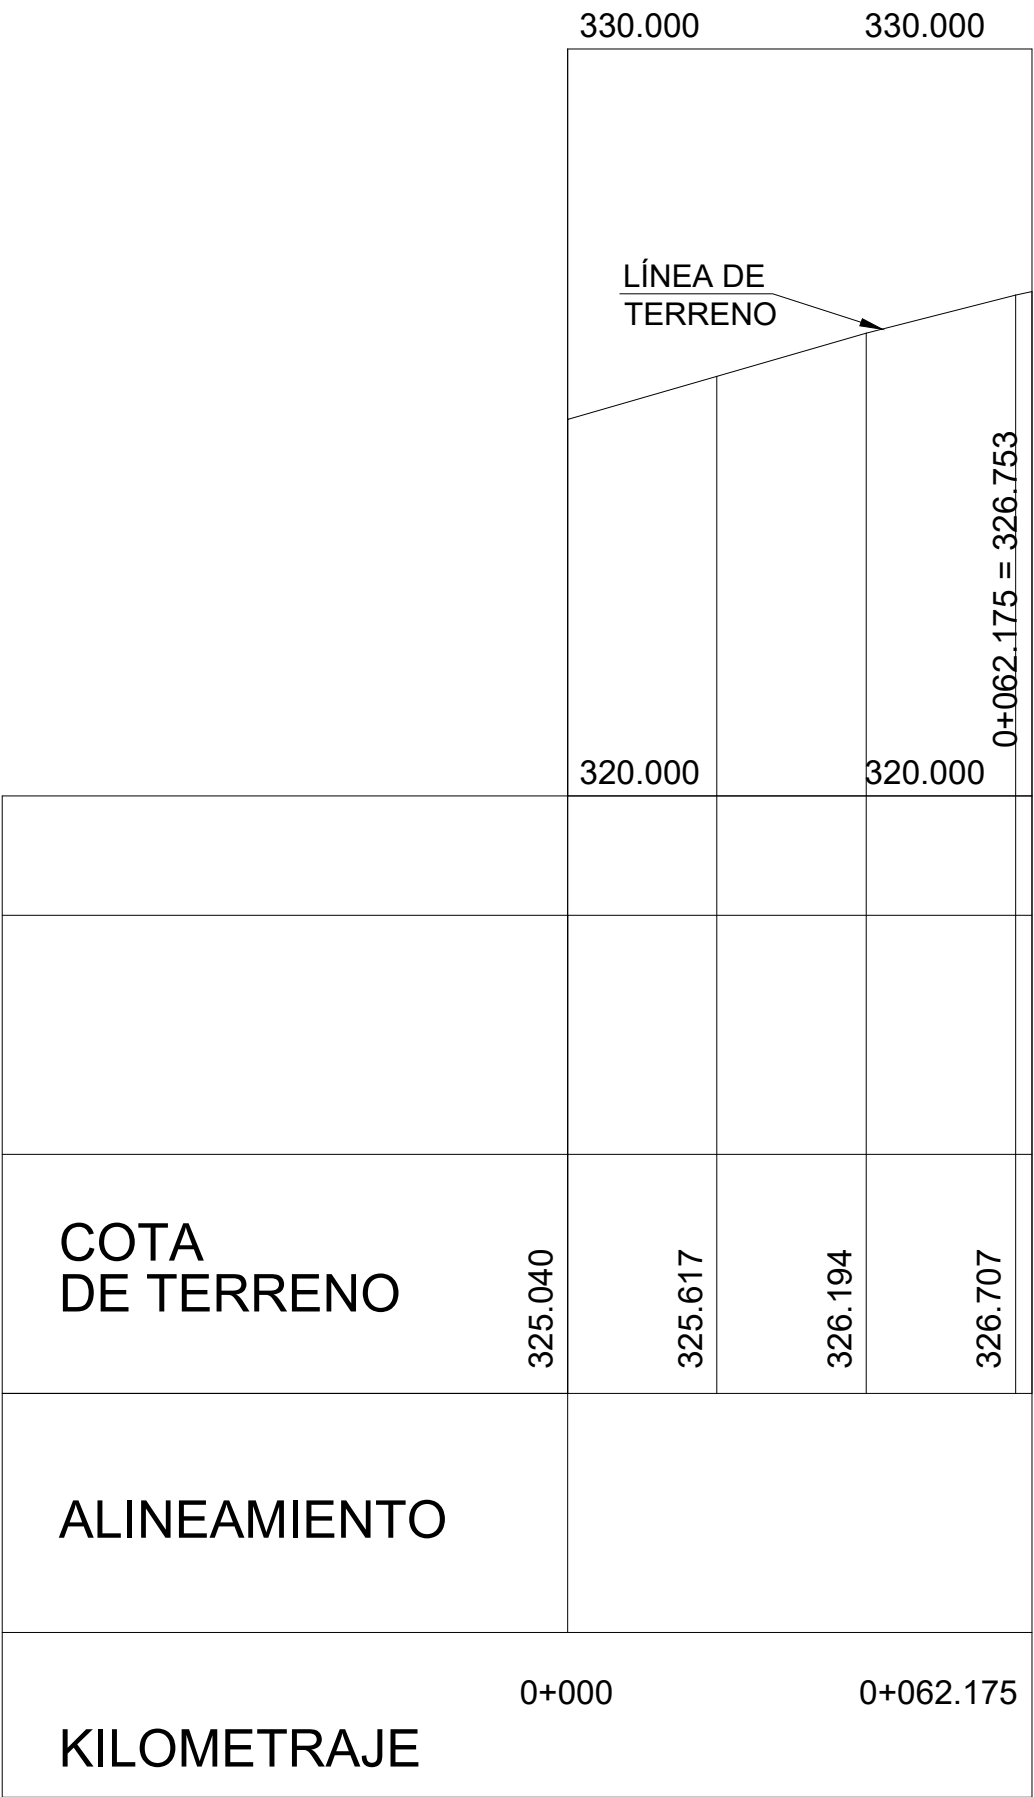 330.000 330.000
LÍNEA DE
TERRENO
0+062.175 = 326.753
320.000 320.000
COTA
DE TERRENO
325.040
325.617
326.194
326.707
ALINEAMIENTO
0+000 0+062.175
KILOMETRAJE